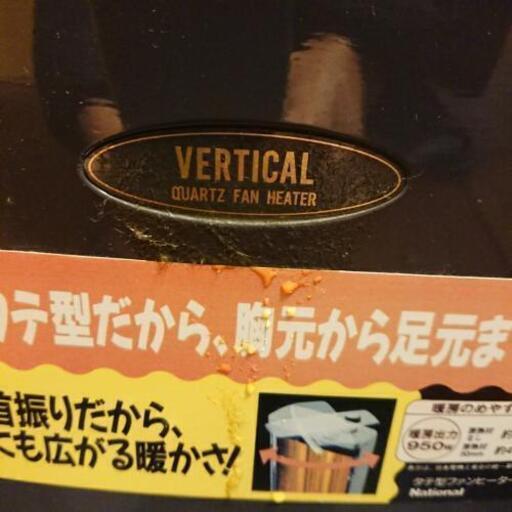 VERTICAL
QUARTZ FAN HEATER
タテ型だから、胸元から足元ま
首振りだから、
ても広がる暖かさ!
暖房のめやす
暖房出力
950W
タテ型ファンヒーター
National